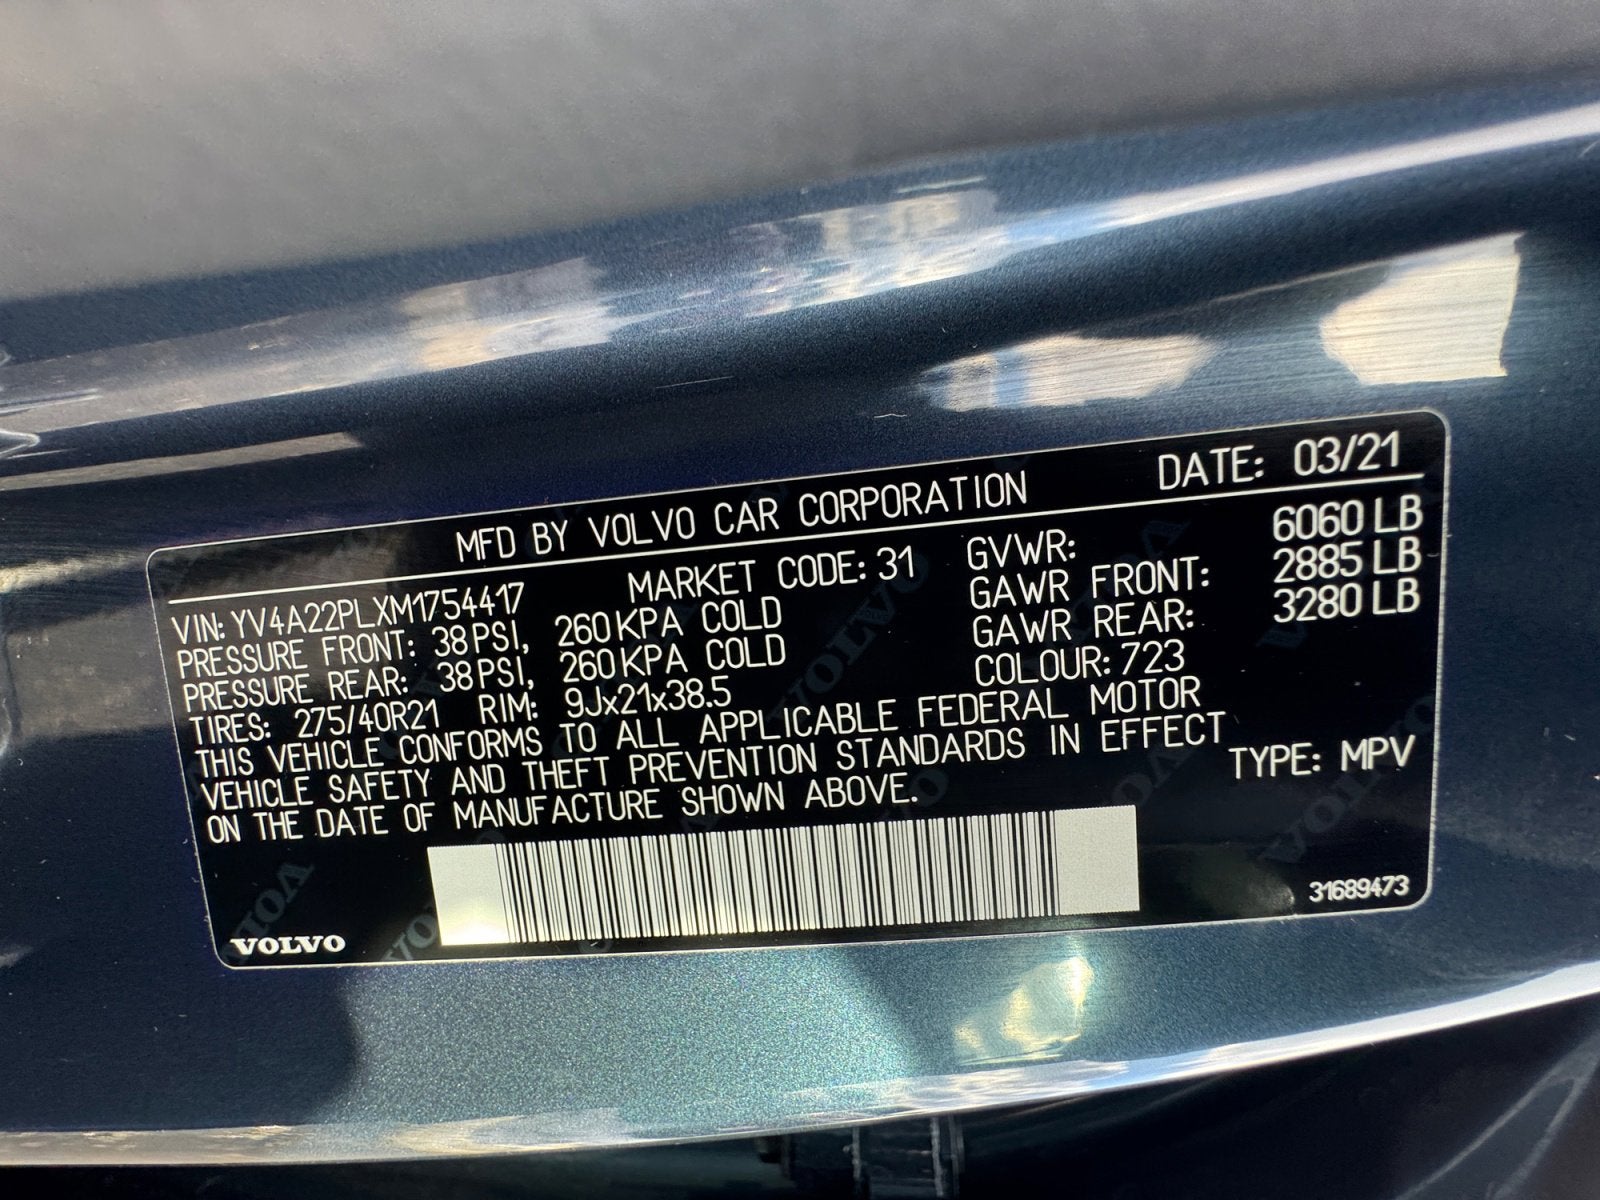 MFD BY VOLVO CAR CORPORATION DATE: 03/21
VIN: YV4A22PLXM1754417 MARKET CODE: 31 GVWR: 6060 LB
PRESSURE FRONT: 38 PSI, 260 KPA COLD GAWR FRONT: 2885 LB
PRESSURE REAR: 38 PSI, 260 KPA COLD GAWR REAR: 3280 LB
TIRES: 275/40R21 RIM: 9Jx21x38.5 COLOUR: 723
THIS VEHICLE CONFORMS TO ALL APPLICABLE FEDERAL MOTOR
VEHICLE SAFETY AND THEFT PREVENTION STANDARDS IN EFFECT
ON THE DATE OF MANUFACTURE SHOWN ABOVE. TYPE: MPV
VOLVO 31689473